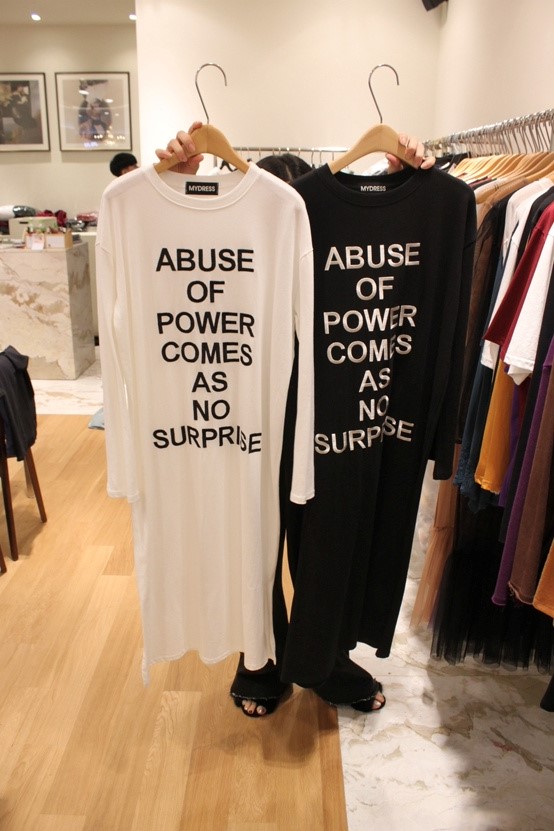 MYDRESS
ABUSE
OF
POWER
COMES
AS
NO
SURPRISE
MYDRESS
ABUSE
OF
POWER
COMES
AS
NO
SURPRISE